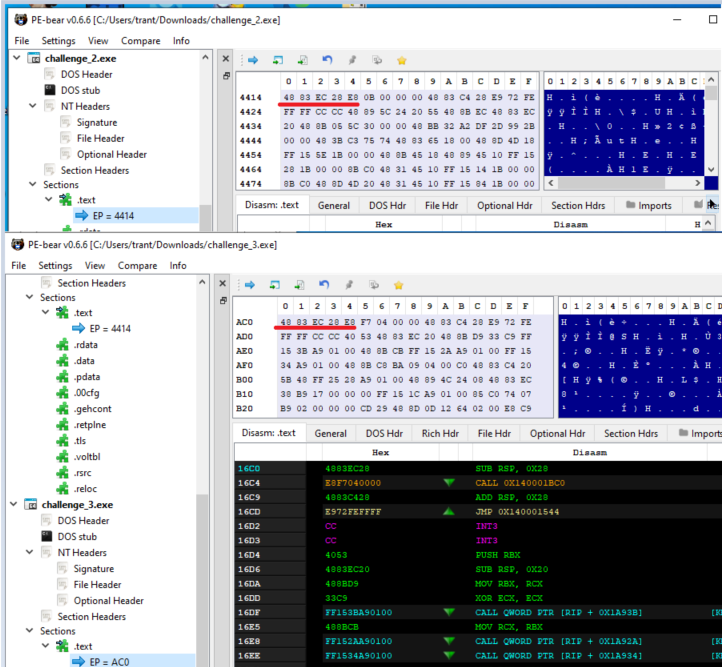 PE-bear v0.6.6 [C:/Users/trant/Downloads/challenge_2.exe]
File Settings View Compare Info
challenge_2.exe
DOS Header
DOS stub
NT Headers
Signature
File Header
Optional Header
Section Headers
Sections
.text
EP = 4414
0 1 2 3 4 5 6 7 8 9 A B C D E F
4414 48 83 EC 28 E8 0B 00 00 00 48 83 C4 28 E9 72 FE
4424 FF FF CC CC 48 89 5C 24 20 55 48 8B EC 48 83 EC
4434 20 48 8B 05 5C 30 00 00 48 BB 32 A2 DF 2D 99 2B
4444 00 00 48 3B C3 75 74 48 83 65 18 00 48 8D 4D 18
4454 FF 15 5E 1B 00 00 48 8B 45 18 48 89 45 10 FF 15
4464 28 1B 00 00 8B C0 48 31 45 10 FF 15 14 1B 00 00
4474 8B C0 48 8D 4D 20 48 31 45 10 FF 15 84 1B 00 00
0 1 2 3 4 5 6 7 8 9 A B C
Disasm: .text General DOS Hdr File Hdr Optional Hdr Section Hdrs Imports
Hex Disasm
PE-bear v0.6.6 [C:/Users/trant/Downloads/challenge_3.exe]
File Settings View Compare Info
Section Headers
Sections
.text
EP = 4414
.rdata
.data
.pdata
.00cfg
.gehcont
.retplne
.tls
.voltbl
.rsrc
.reloc
challenge_3.exe
DOS Header
DOS stub
NT Headers
Signature
File Header
Optional Header
Section Headers
Sections
.text
EP = AC0
0 1 2 3 4 5 6 7 8 9 A B C D E F
AC0 48 83 EC 28 E8 F7 04 00 00 48 83 C4 28 E9 72 FE
AD0 FF FF CC CC 40 53 48 83 EC 20 48 8B D9 33 C9 FF
AE0 15 3B A9 01 00 48 8B CB FF 15 2A A9 01 00 FF 15
AF0 34 A9 01 00 48 8B C8 BA 09 04 00 C0 48 83 C4 20
B00 5B 48 FF 25 28 A9 01 00 48 89 4C 24 08 48 83 EC
B10 38 B9 17 00 00 00 FF 15 1C A9 01 00 85 C0 74 07
B20 B9 02 00 00 00 CD 29 48 8D 0D 12 64 02 00 E8 C9
0 1 2 3 4 5 6 7 8 9 A B C D
Disasm: .text General DOS Hdr Rich Hdr File Hdr Optional Hdr Section Hdrs Imports
Hex Disasm
16C0 4883EC28 SUB RSP, 0X28
16C4 E8F7040000 CALL 0X140001BC0
16C9 4883C428 ADD RSP, 0X28
16CD E972FEFFFF JMP 0X140001544
16D2 CC INT3
16D3 CC INT3
16D4 4053 PUSH RBX
16D6 4883EC20 SUB RSP, 0X20
16DA 488BD9 MOV RBX, RCX
16DD 33C9 XOR ECX, ECX
16DF FF153BA90100 CALL QWORD PTR [RIP + 0X1A93B]
16E5 488BCB MOV RCX, RBX
16E8 FF152AA90100 CALL QWORD PTR [RIP + 0X1A92A]
16EE FF1534A90100 CALL QWORD PTR [RIP + 0X1A934]